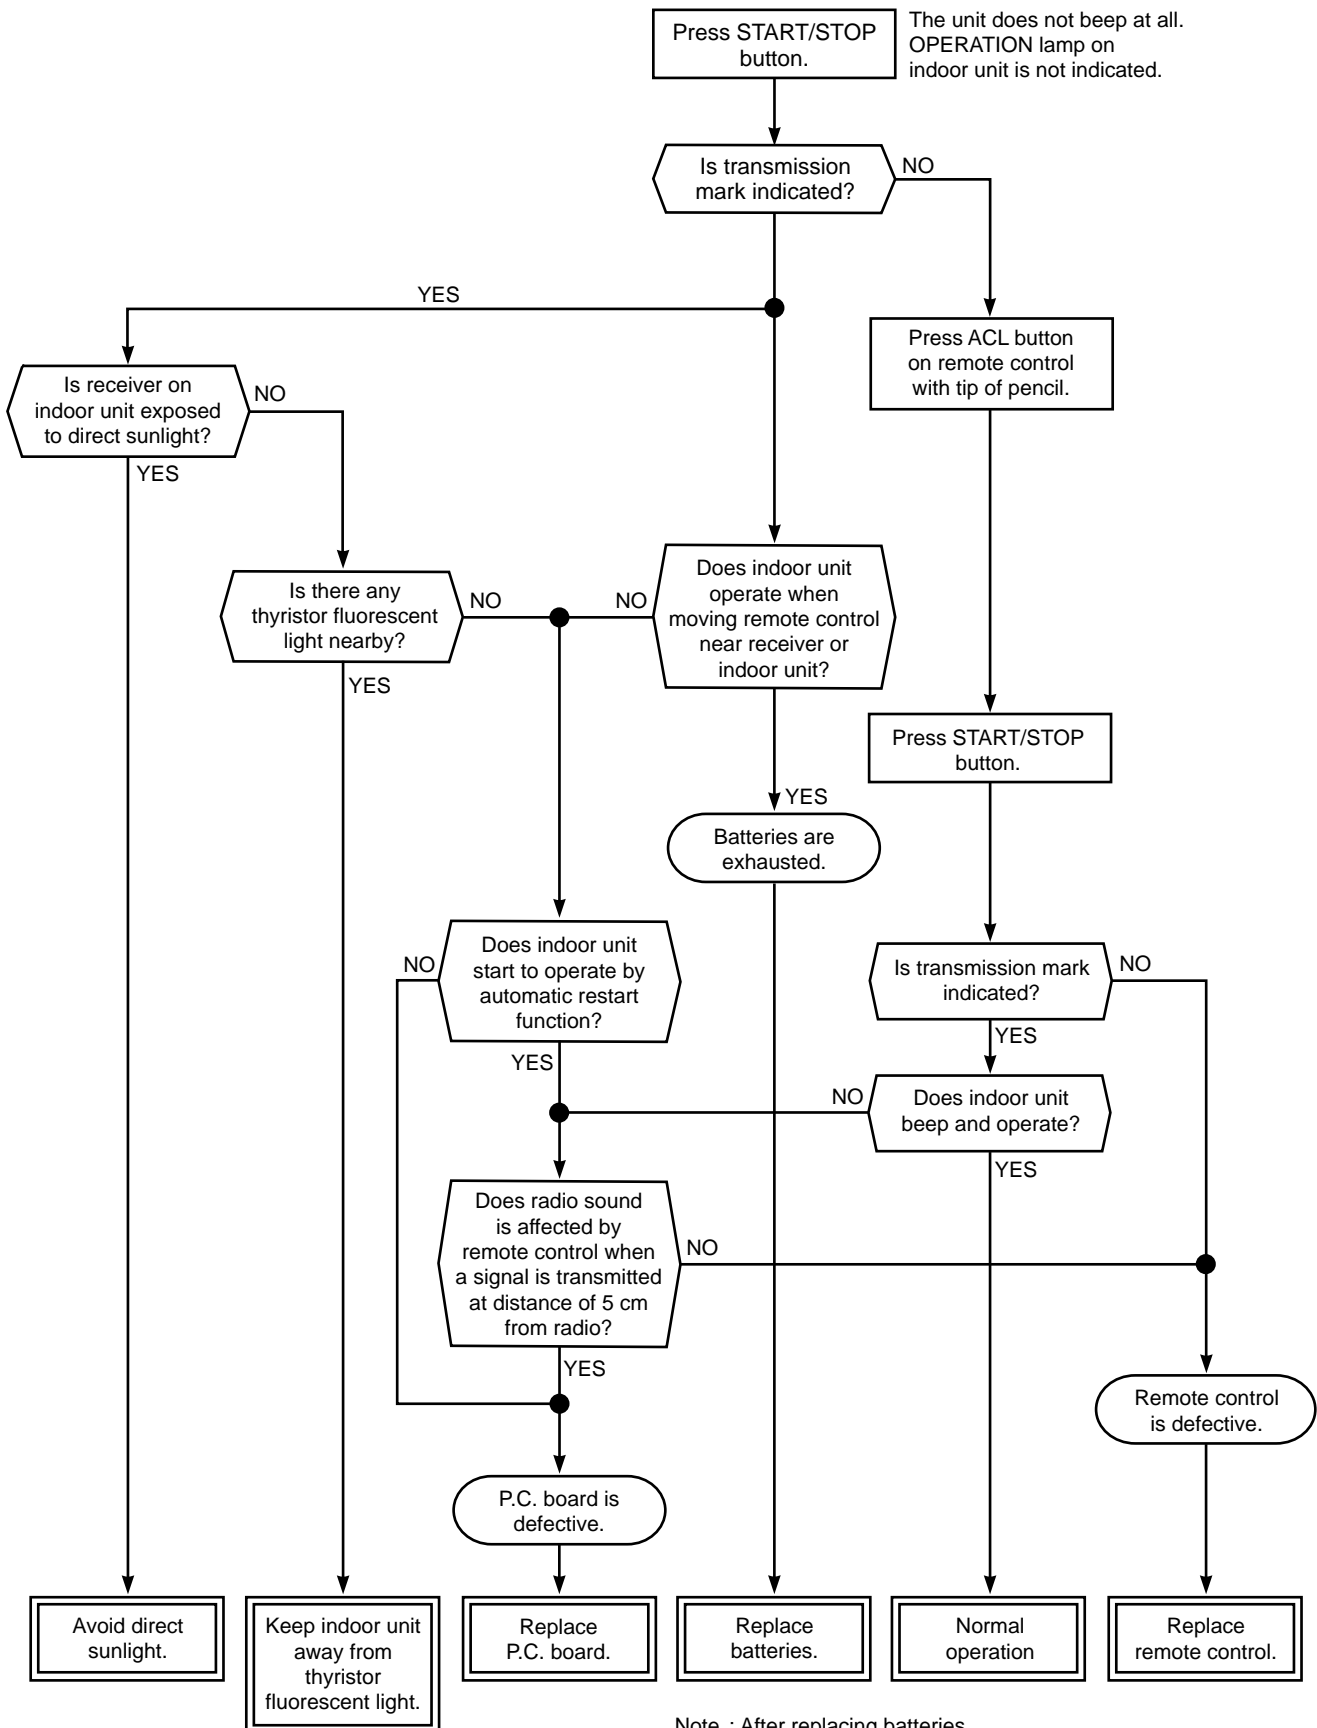 Press START/STOP
button.
The unit does not beep at all.
OPERATION lamp on
indoor unit is not indicated.
Is transmission
mark indicated?
NO
YES
Press ACL button
on remote control
with tip of pencil.
Is receiver on
indoor unit exposed
to direct sunlight?
NO
YES
Is there any
thyristor fluorescent
light nearby?
NO
YES
NO
Does indoor unit
operate when
moving remote control
near receiver or
indoor unit?
YES
Press START/STOP
button.
Batteries are
exhausted.
Does indoor unit
start to operate by
automatic restart
function?
NO
YES
Is transmission mark
indicated?
NO
YES
NO
Does indoor unit
beep and operate?
YES
Does radio sound
is affected by
remote control when
a signal is transmitted
at distance of 5 cm
from radio?
NO
YES
Remote control
is defective.
P.C. board is
defective.
Avoid direct
sunlight.
Keep indoor unit
away from
thyristor
fluorescent light.
Replace
P.C. board.
Replace
batteries.
Normal
operation
Replace
remote control.
Note : After replacing batteries,